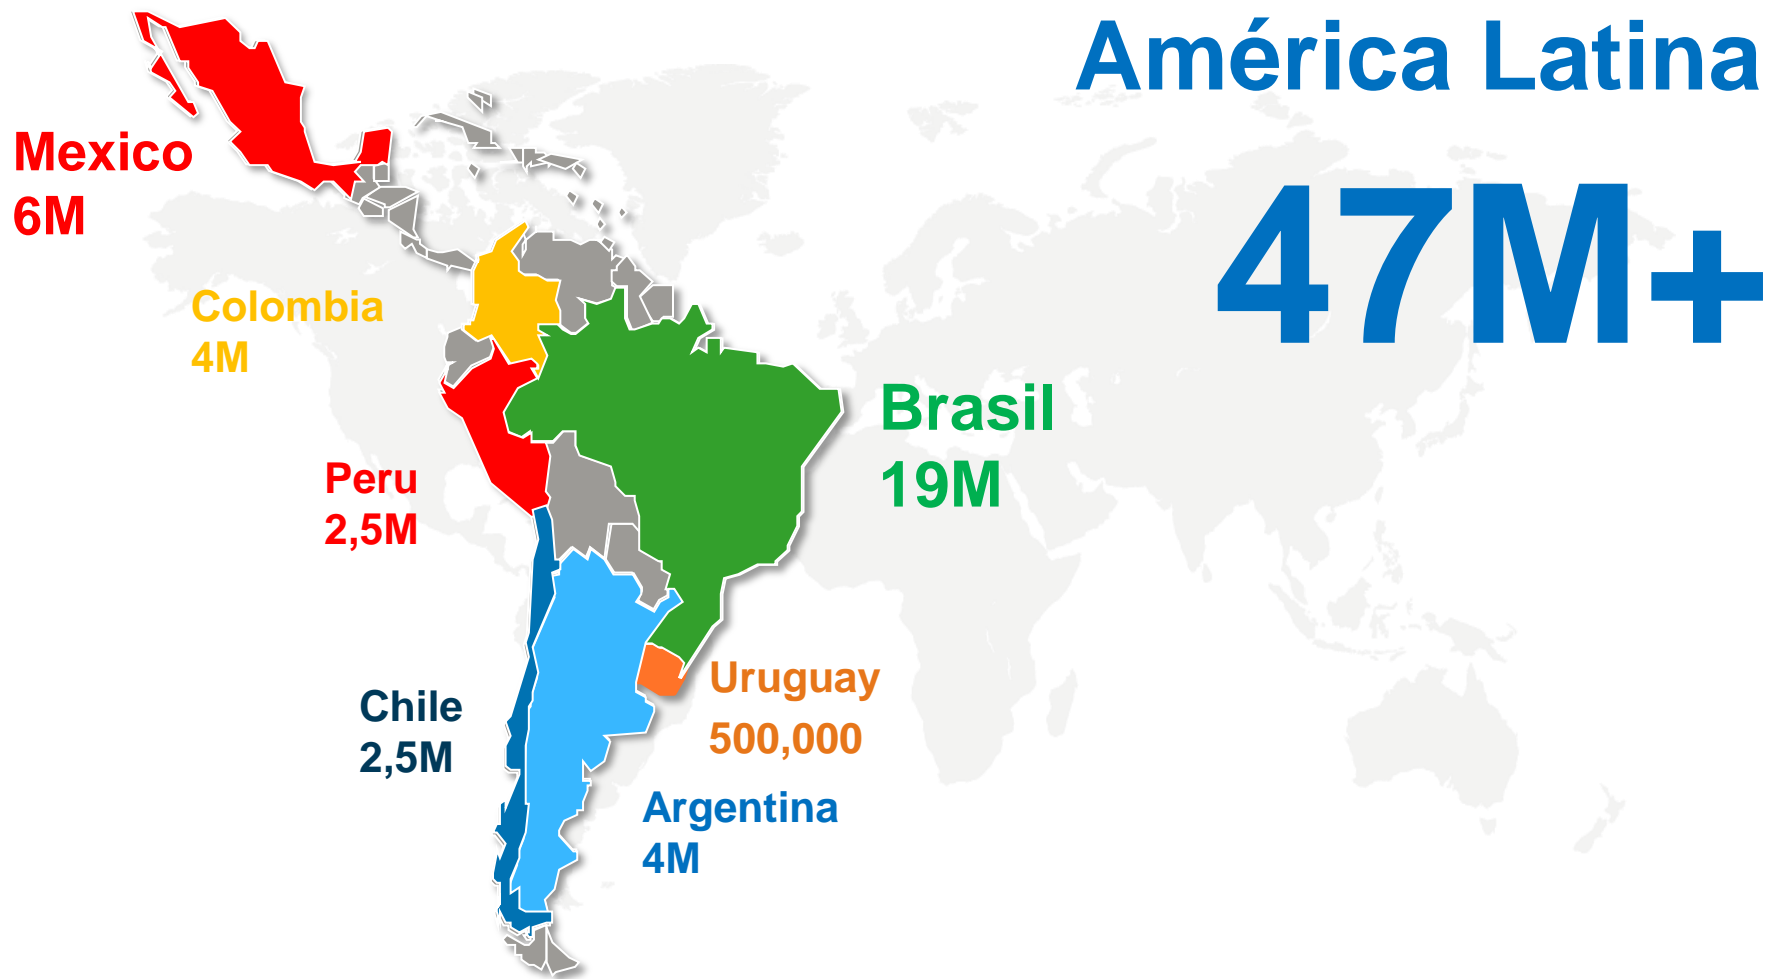 América Latina
47M+
Mexico
6M
Colombia
4M
Brasil
19M
Peru
2,5M
Uruguay
500,000
Chile
2,5M
Argentina
4M